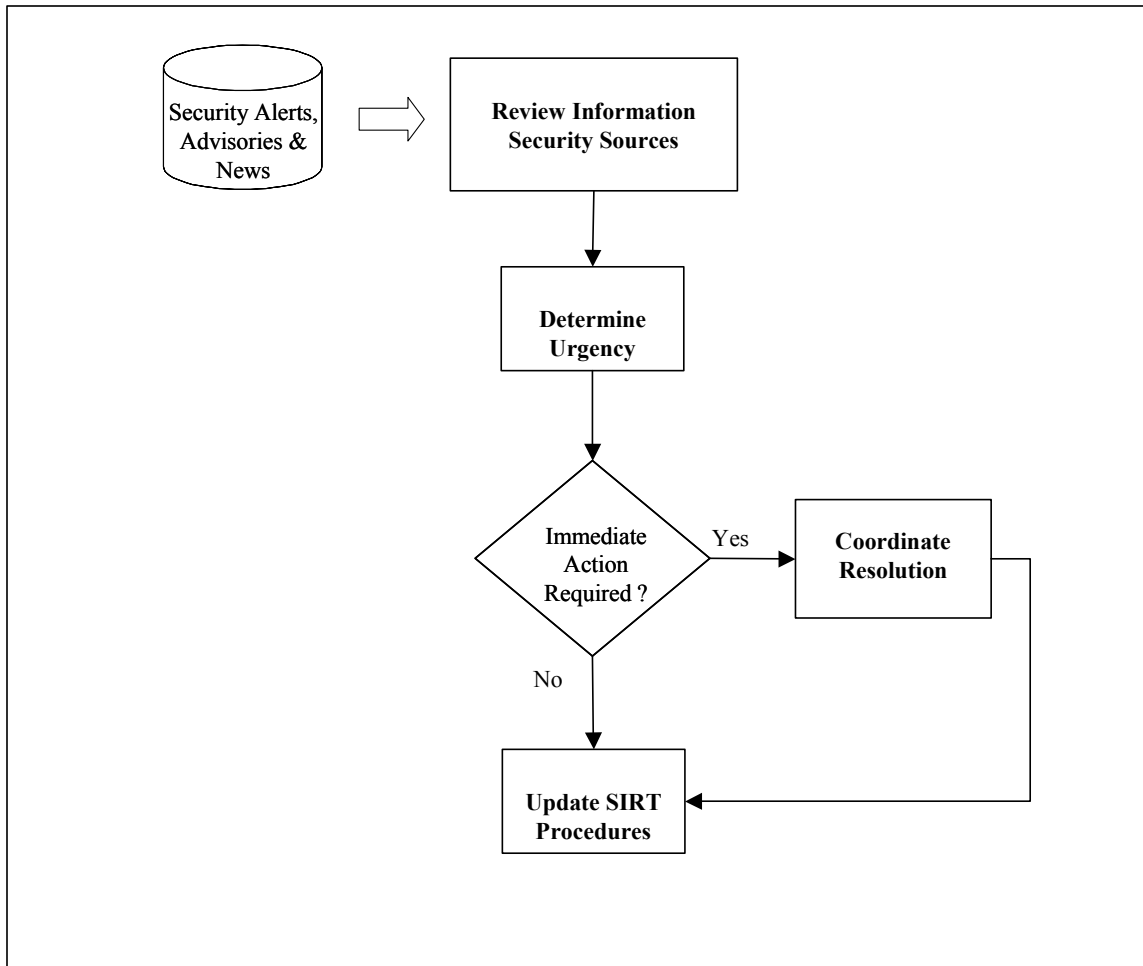 Security Alerts,
Advisories &
News
Review Information
Security Sources
Determine
Urgency
Immediate
Action
Required ?
Yes
Coordinate
Resolution
No
Update SIRT
Procedures